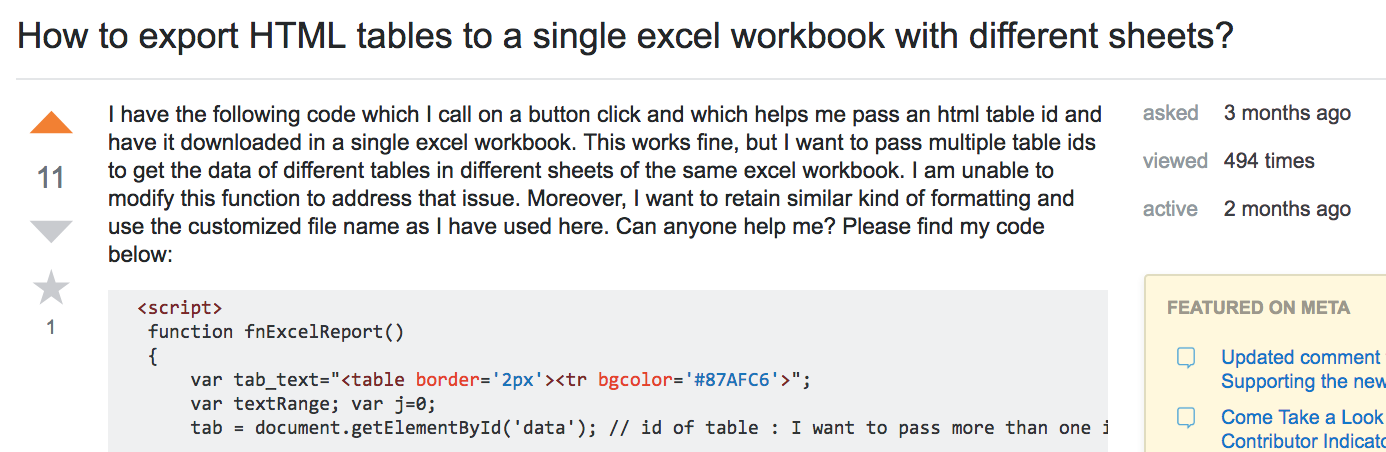 How to export HTML tables to a single excel workbook with different sheets?
11
1
I have the following code which I call on a button click and which helps me pass an html table id and
have it downloaded in a single excel workbook. This works fine, but I want to pass multiple table ids
to get the data of different tables in different sheets of the same excel workbook. I am unable to
modify this function to address that issue. Moreover, I want to retain similar kind of formatting and
use the customized file name as I have used here. Can anyone help me? Please find my code
below:
<script>
function fnExcelReport()
{
var tab_text="<table border='2px'><tr bgcolor='#87AFC6'>";
var textRange; var j=0;
tab = document.getElementById('data'); // id of table : I want to pass more than one
asked 3 months ago
viewed 494 times
active 2 months ago
FEATURED ON META
Updated comment
Supporting the new
Come Take a Look
Contributor